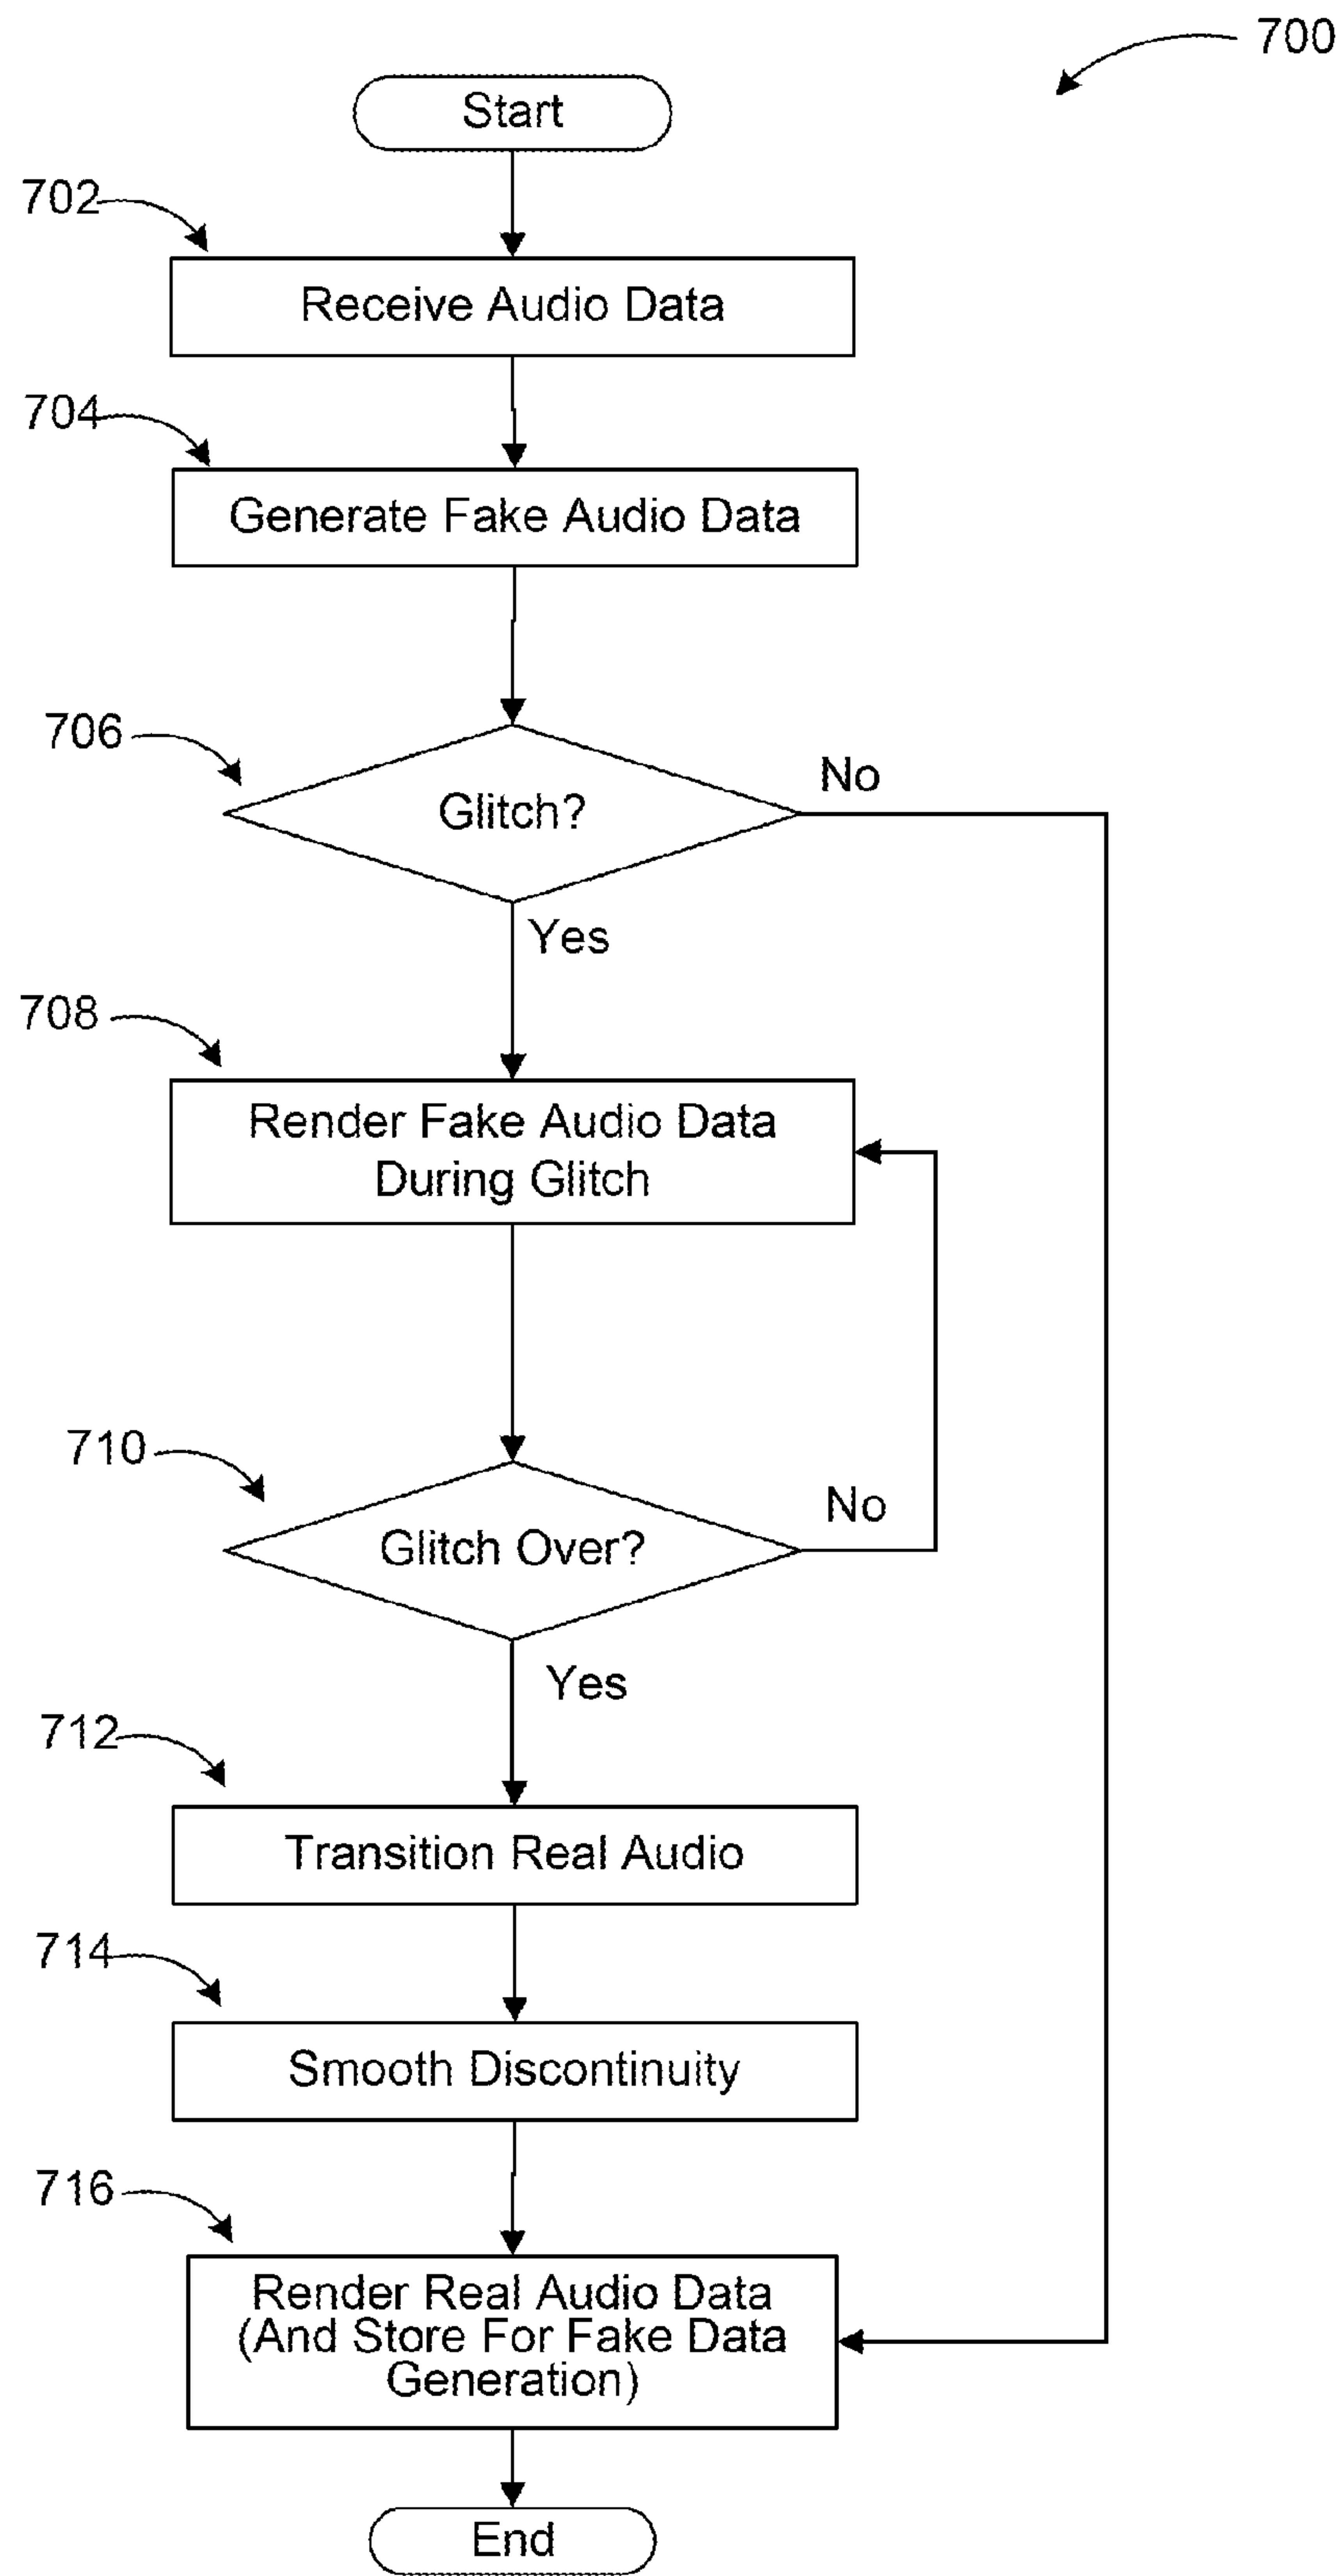 700
Start
702
Receive Audio Data
704
Generate Fake Audio Data
706
Glitch?
No
Yes
708
Render Fake Audio Data
During Glitch
710
Glitch Over?
No
Yes
712
Transition Real Audio
714
Smooth Discontinuity
716
Render Real Audio Data
(And Store For Fake Data
Generation)
End